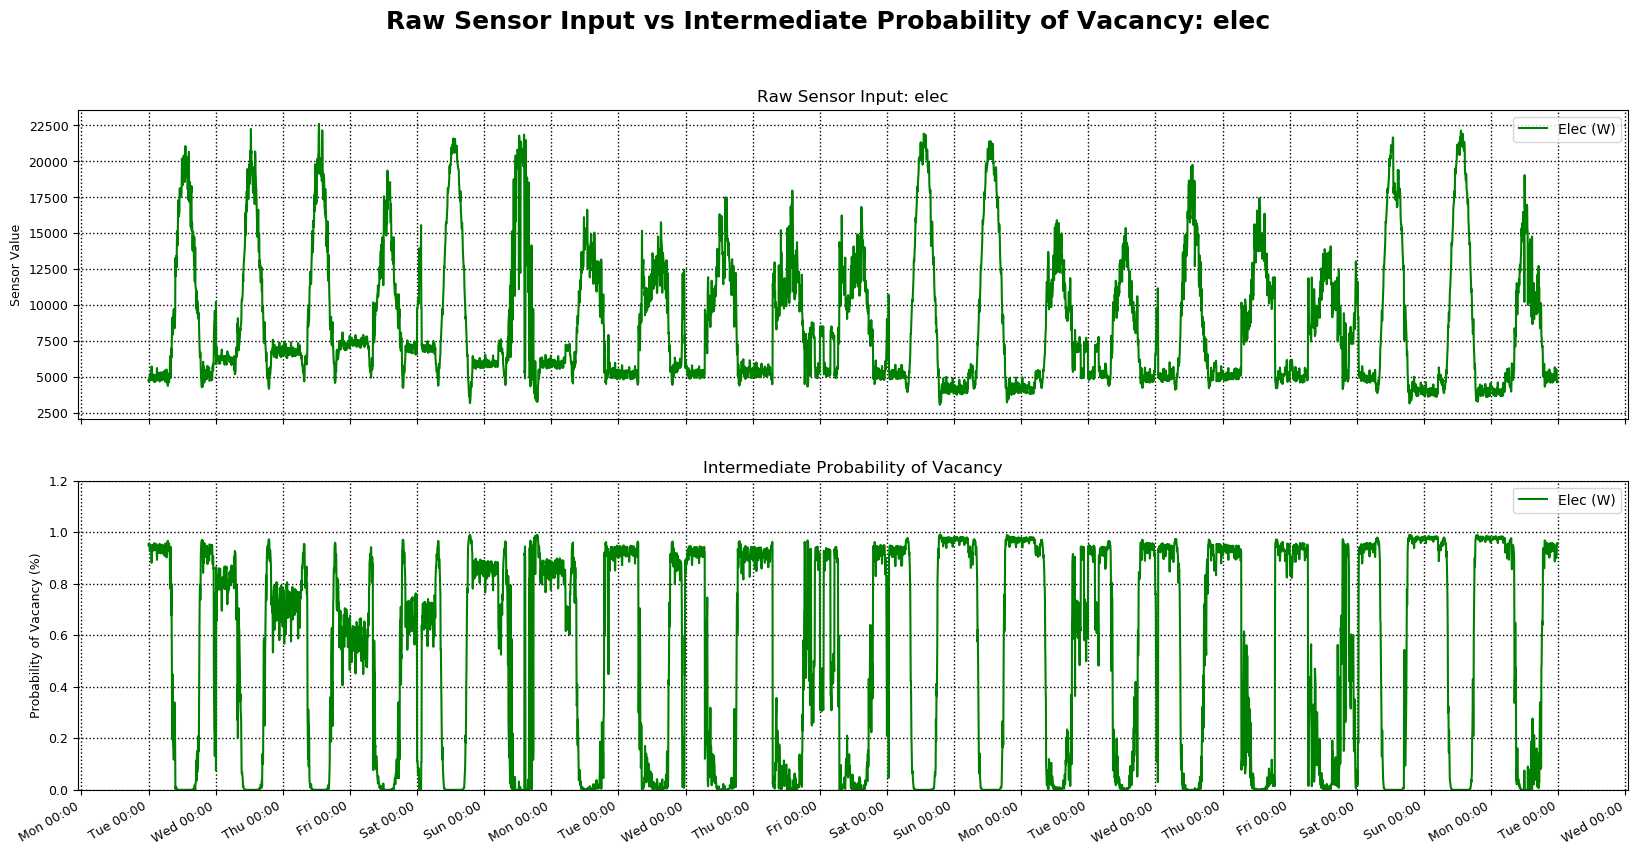 Raw Sensor Input vs Intermediate Probability of Vacancy: elec
Raw Sensor Input: elec
Elec (W)
Sensor Value
22500
20000
17500
15000
12500
10000
7500
5000
2500
Intermediate Probability of Vacancy
Elec (W)
Probability of Vacancy (%)
1.2
1.0
0.8
0.6
0.4
0.2
0.0
Mon 00:00
Tue 00:00
Wed 00:00
Thu 00:00
Fri 00:00
Sat 00:00
Sun 00:00
Mon 00:00
Tue 00:00
Wed 00:00
Thu 00:00
Fri 00:00
Sat 00:00
Sun 00:00
Mon 00:00
Tue 00:00
Wed 00:00
Thu 00:00
Fri 00:00
Sat 00:00
Sun 00:00
Mon 00:00
Tue 00:00
Wed 00:00